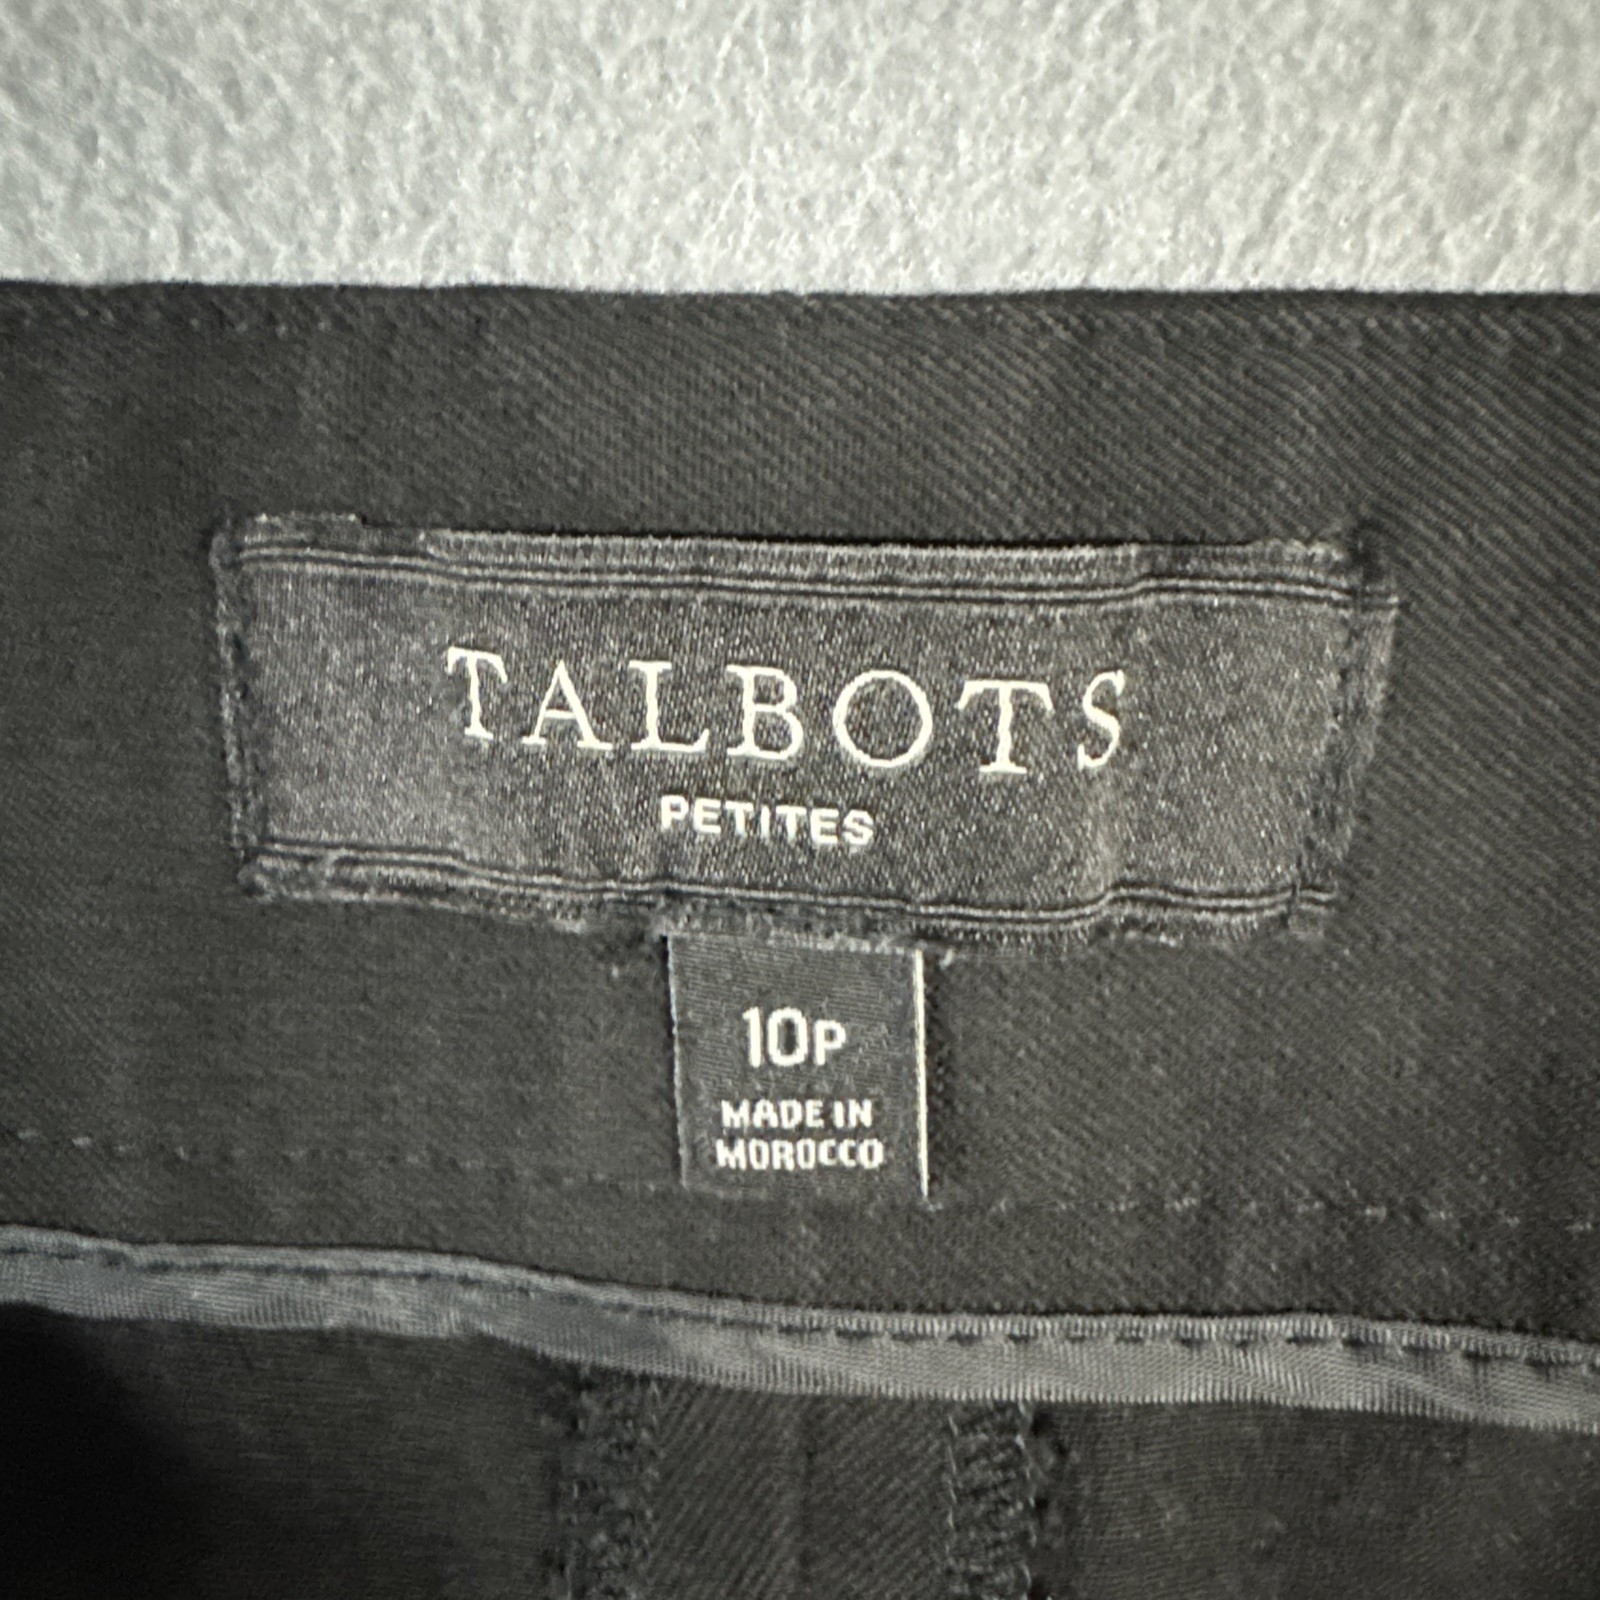 TALBOTS
PETITES
10P
MADE IN
MOROCCO